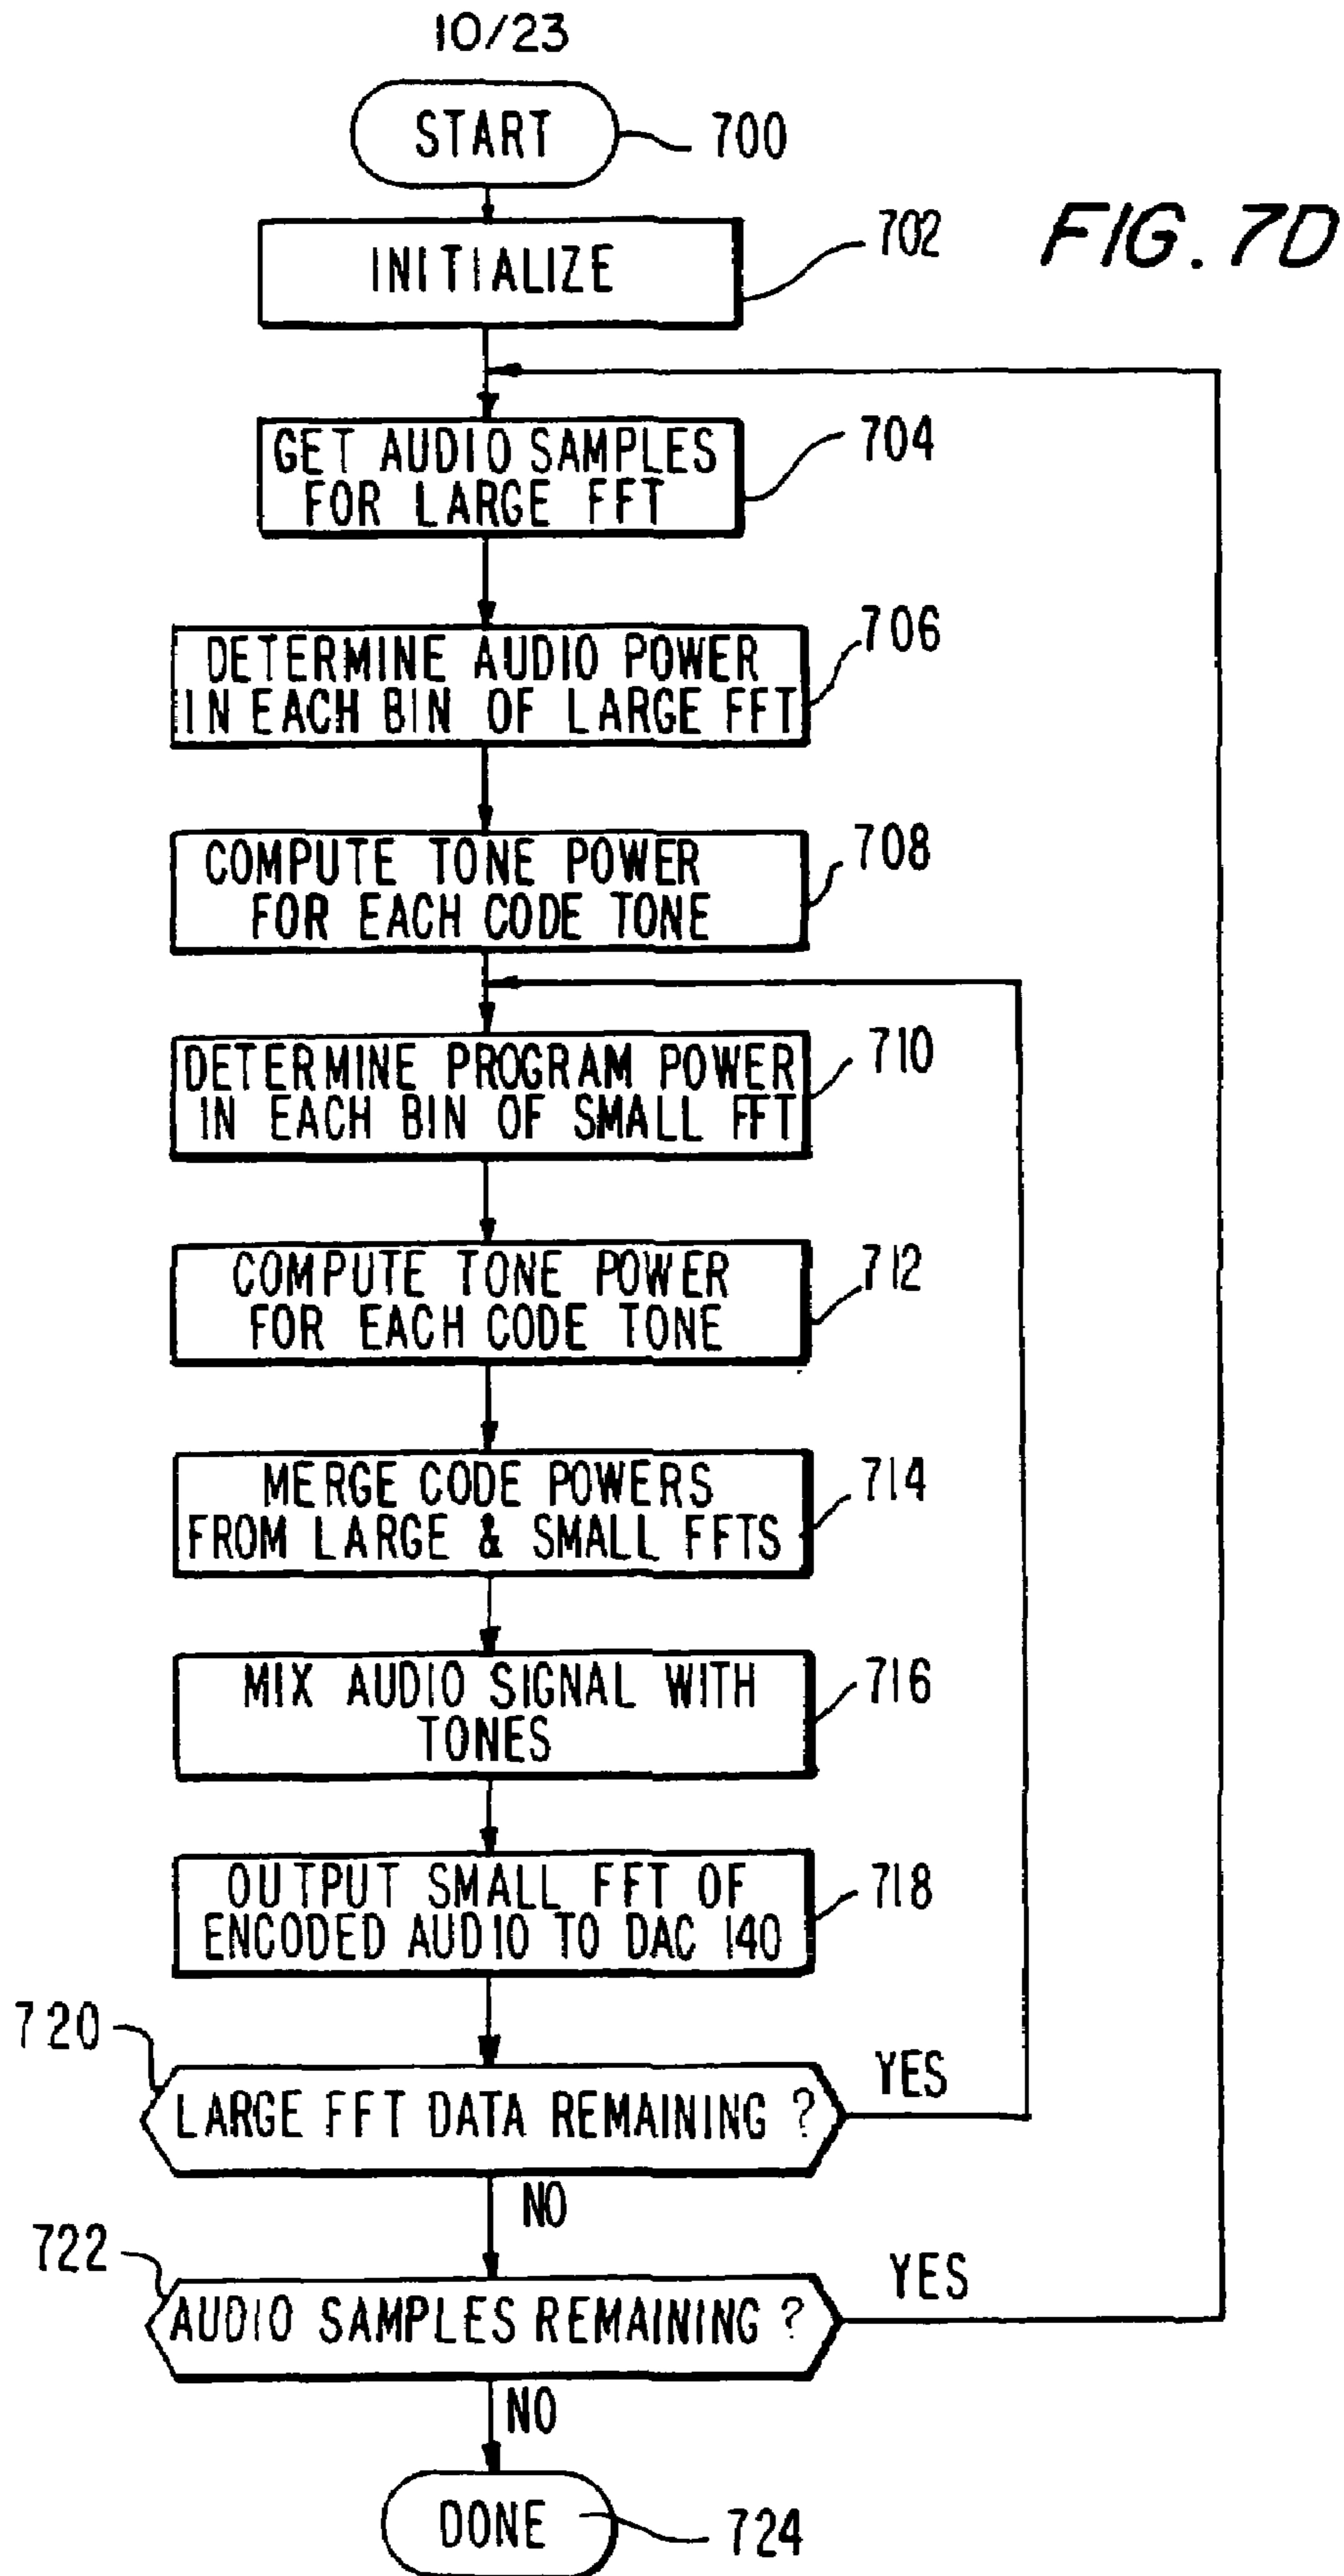 10/23
START
700
FIG. 7D
INITIALIZE
702
GET AUDIO SAMPLES
FOR LARGE FFT
704
DETERMINE AUDIO POWER
IN EACH BIN OF LARGE FFT
706
COMPUTE TONE POWER
FOR EACH CODE TONE
708
DETERMINE PROGRAM POWER
IN EACH BIN OF SMALL FFT
710
COMPUTE TONE POWER
FOR EACH CODE TONE
712
MERGE CODE POWERS
FROM LARGE & SMALL FFTS
714
MIX AUDIO SIGNAL WITH
TONES
716
OUTPUT SMALL FFT OF
ENCODED AUDIO TO DAC 140
718
720
LARGE FFT DATA REMAINING ?
YES
NO
722
AUDIO SAMPLES REMAINING ?
YES
NO
DONE
724